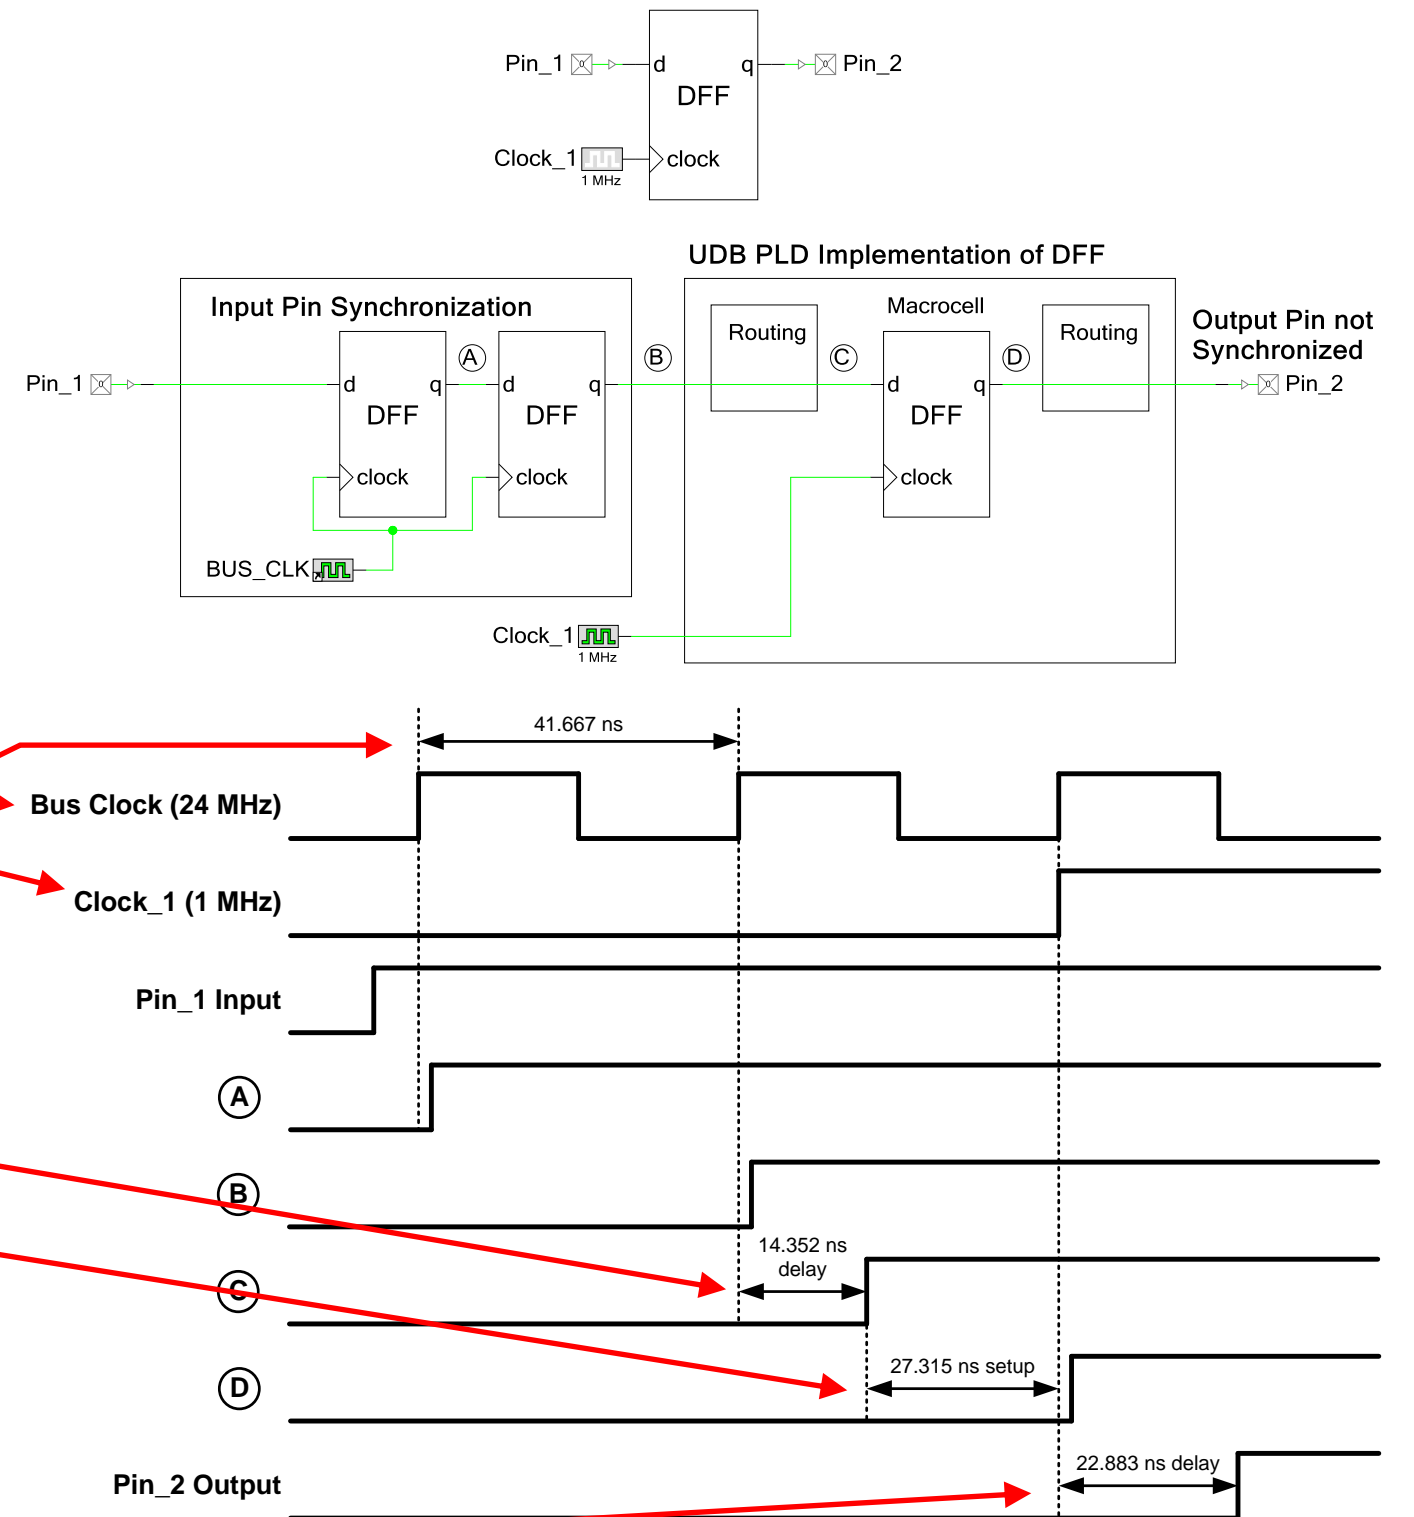 Pin_1
d
q
Pin_2
DFF
Clock_1
clock
1 MHz
UDB PLD Implementation of DFF
Input Pin Synchronization
Macrocell
Routing
Routing
Output Pin not
Synchronized
A
B
C
D
Pin_1
d
q
d
q
d
q
Pin_2
DFF
DFF
DFF
clock
clock
clock
BUS_CLK
Clock_1
1 MHz
41.667 ns
Bus Clock (24 MHz)
Clock_1 (1 MHz)
Pin_1 Input
A
B
14.352 ns
delay
C
27.315 ns setup
D
22.883 ns delay
Pin_2 Output